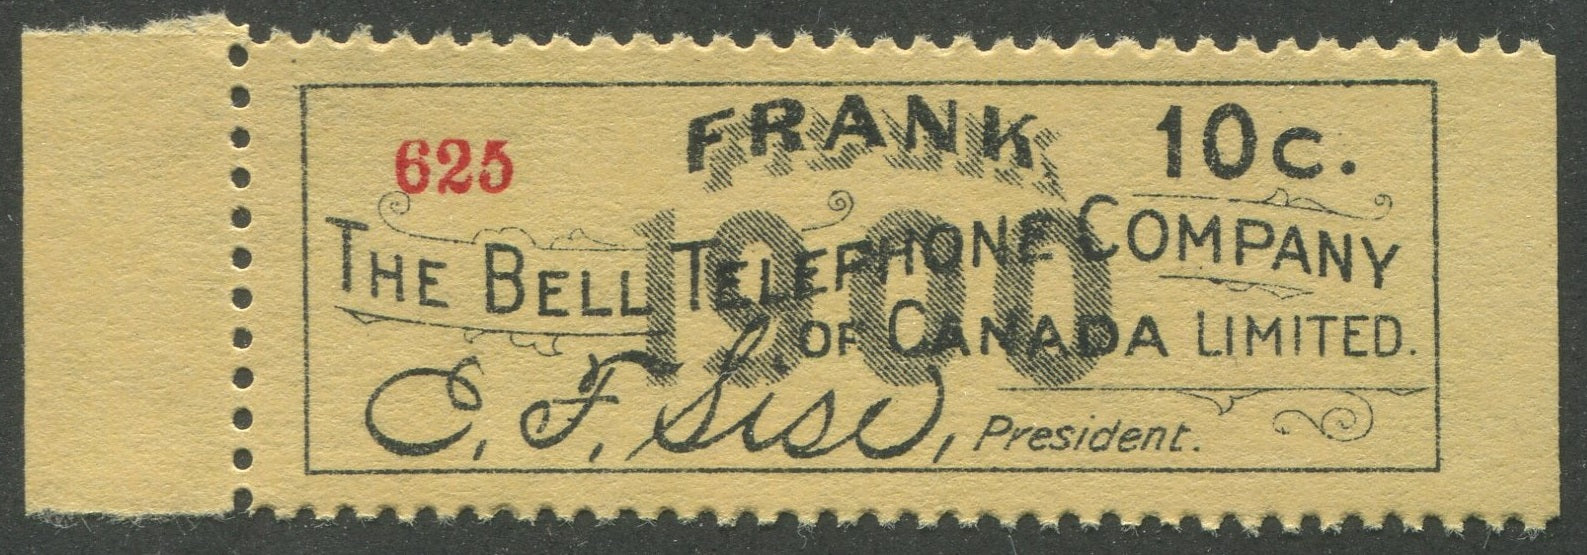 FRANK 10c.
625
1900
THE BELL TELEPHONE COMPANY
OF CANADA LIMITED.
E. F. Sise, President.